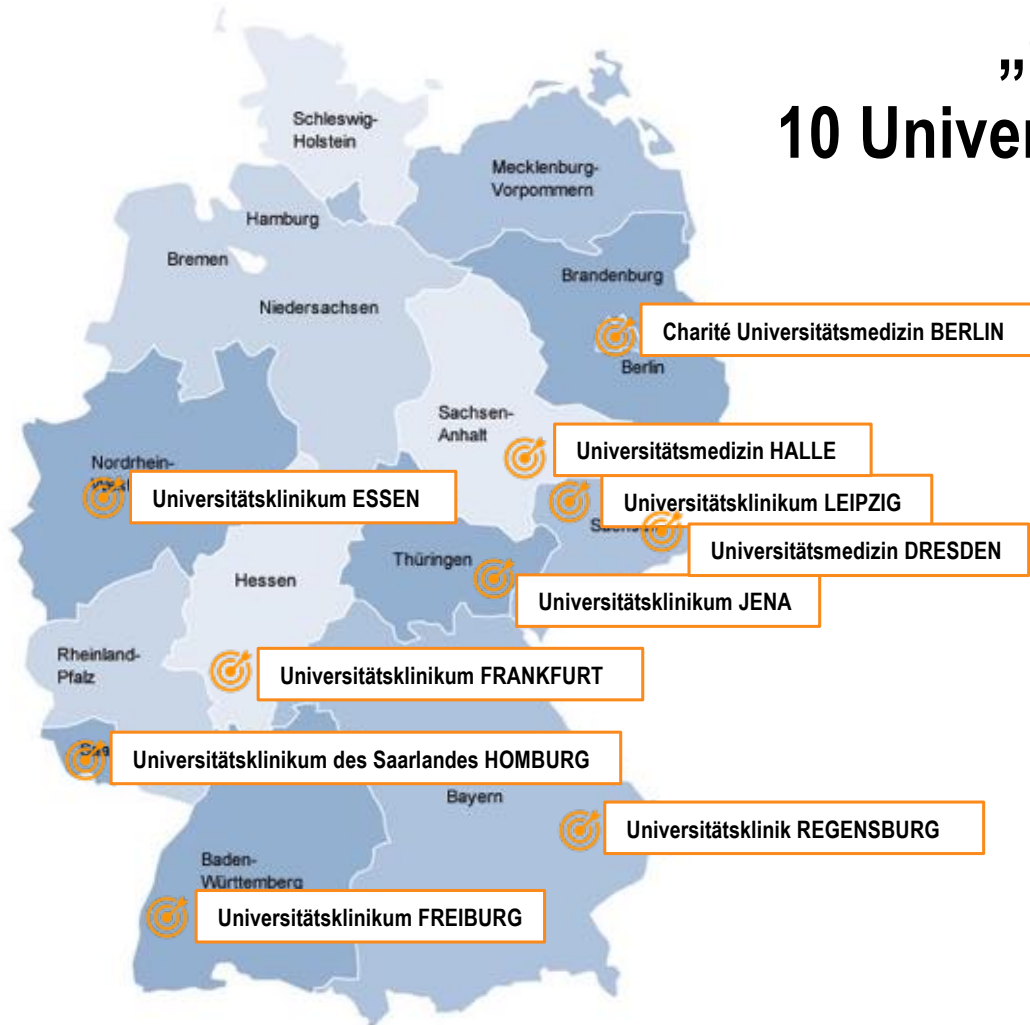 „
10 Univer
Schleswig-
Holstein
Mecklenburg-
Vorpommern
Hamburg
Bremen
Brandenburg
Niedersachsen
Charité Universitätsmedizin BERLIN
Berlin
Sachsen-
Anhalt
Universitätsmedizin HALLE
Nordrhein-
Universitätsklinikum ESSEN
Universitätsklinikum LEIPZIG
Universitätsmedizin DRESDEN
Thüringen
Hessen
Universitätsklinikum JENA
Rheinland-
Pfalz
Universitätsklinikum FRANKFURT
Universitätsklinikum des Saarlandes HOMBURG
Bayern
Universitätsklinik REGENSBURG
Baden-
Württemberg
Universitätsklinikum FREIBURG